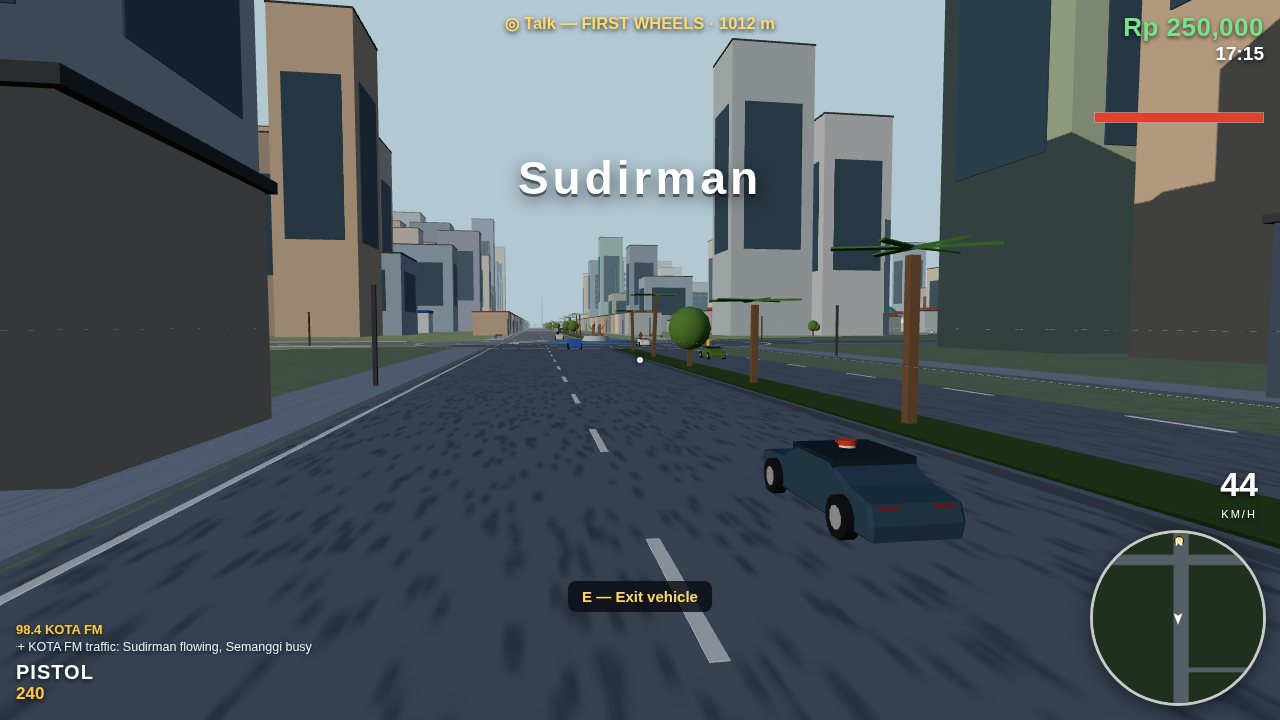 ◎ Talk — FIRST WHEELS · 1012 m
Rp 250,000
17:15
Sudirman
44
KM/H
E — Exit vehicle
98.4 KOTA FM
+ KOTA FM traffic: Sudirman flowing, Semanggi busy
PISTOL
240